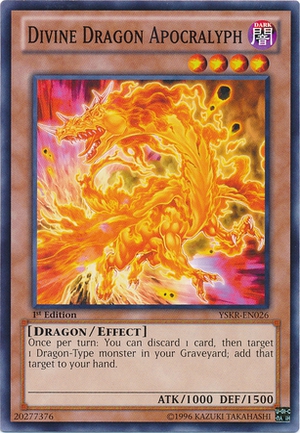 DIVINE DRAGON APOCRALYPH
DARK
闇
1st Edition
YSKR-EN026
[DRAGON/EFFECT]
Once per turn: You can discard 1 card, then target
1 Dragon-Type monster in your Graveyard; add that
target to your hand.
ATK/1000 DEF/1500
20277376
©1996 KAZUKI TAKAHASHI